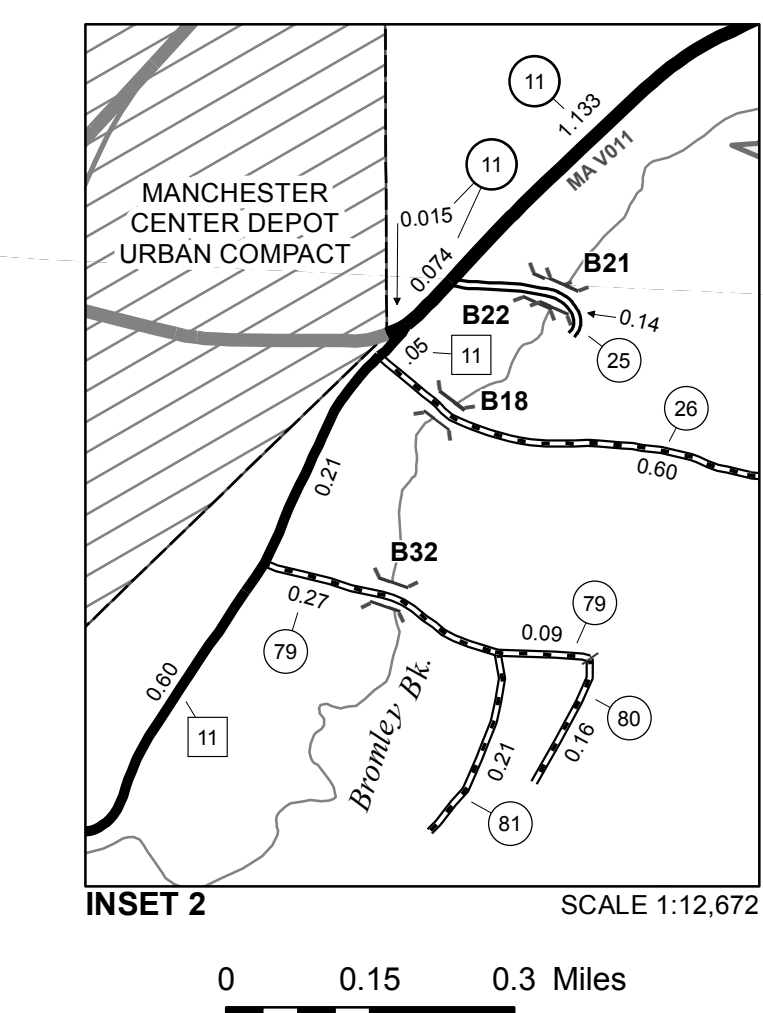 11
1.133
11
MA V011
MANCHESTER
CENTER DEPOT
URBAN COMPACT
0.015
0.074
B21
B22
0.14
.05
11
25
B18
26
0.60
0.21
B32
0.27
79
0.09
79
0.60
11
Bromley Bk.
80
0.16
0.21
81
INSET 2
SCALE 1:12,672
0 0.15 0.3 Miles